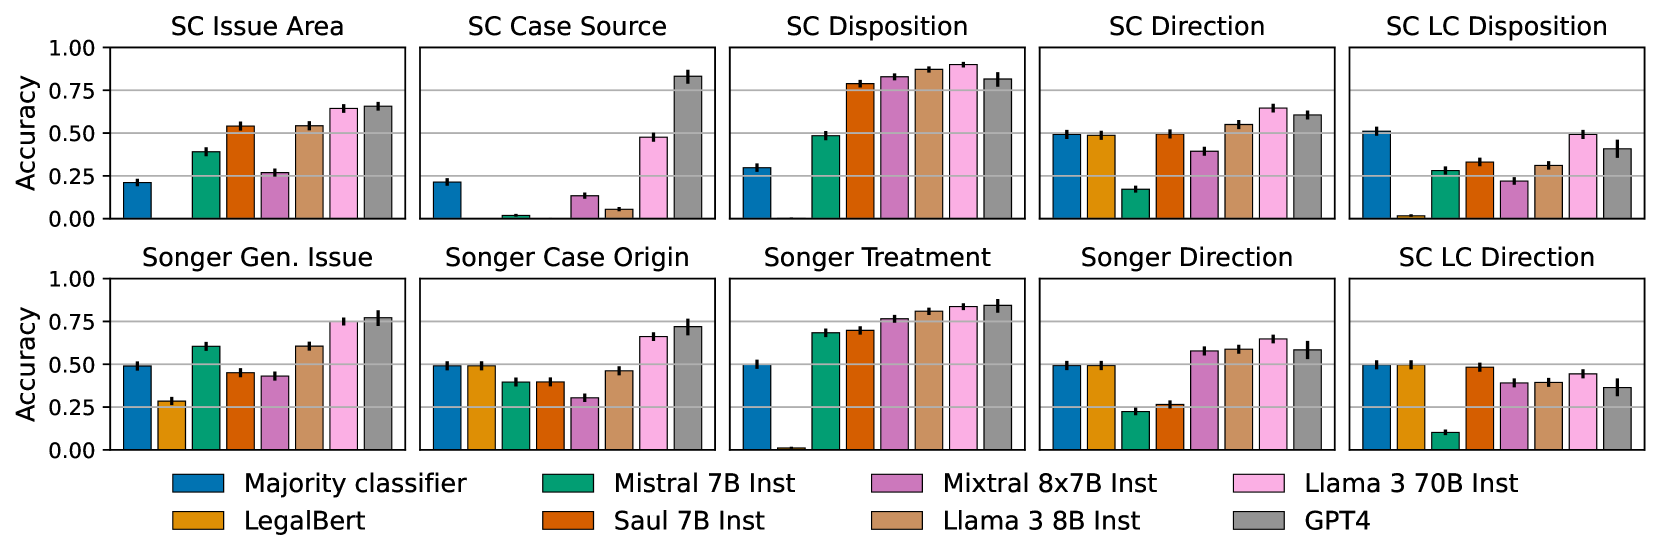 SC Issue Area
SC Case Source
SC Disposition
SC Direction
SC LC Disposition
1.00
0.75
0.50
0.25
0.00
Accuracy
Songer Gen. Issue
Songer Case Origin
Songer Treatment
Songer Direction
SC LC Direction
1.00
0.75
0.50
0.25
0.00
Accuracy
Majority classifier
Mistral 7B Inst
Mixtral 8x7B Inst
Llama 3 70B Inst
LegalBert
Saul 7B Inst
Llama 3 8B Inst
GPT4